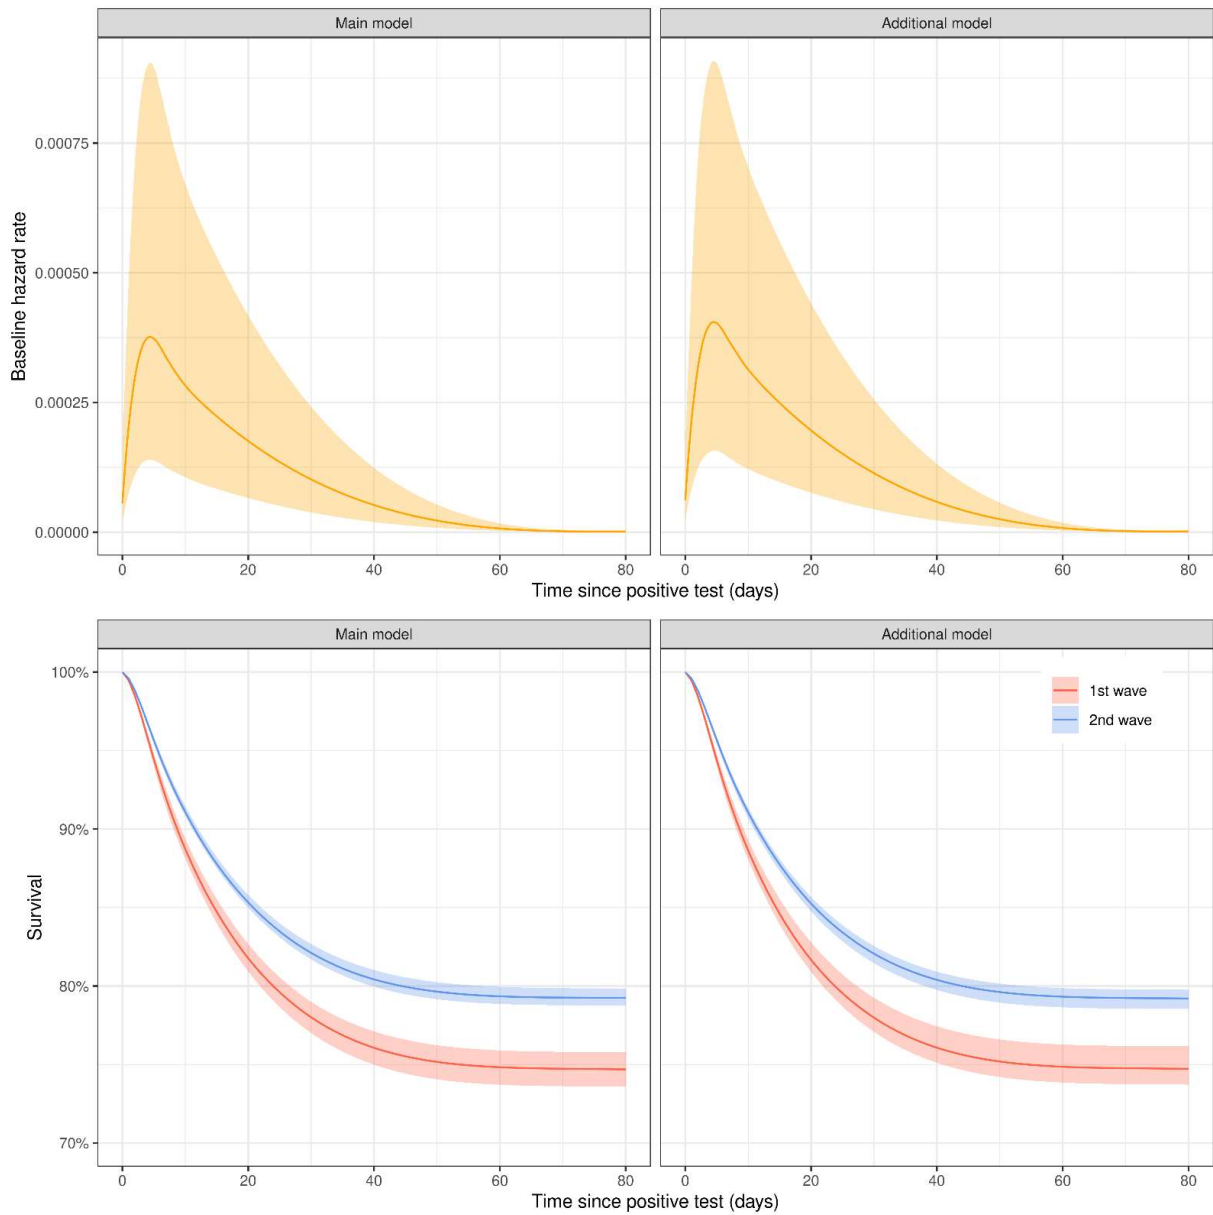 Main model
Additional model
Baseline hazard rate
0.00075
0.00050
0.00025
0.00000
0 20 40 60 80
0 20 40 60 80
Time since positive test (days)
Main model
Additional model
Survival
100%
90%
80%
70%
1st wave
2nd wave
0 20 40 60 80
0 20 40 60 80
Time since positive test (days)